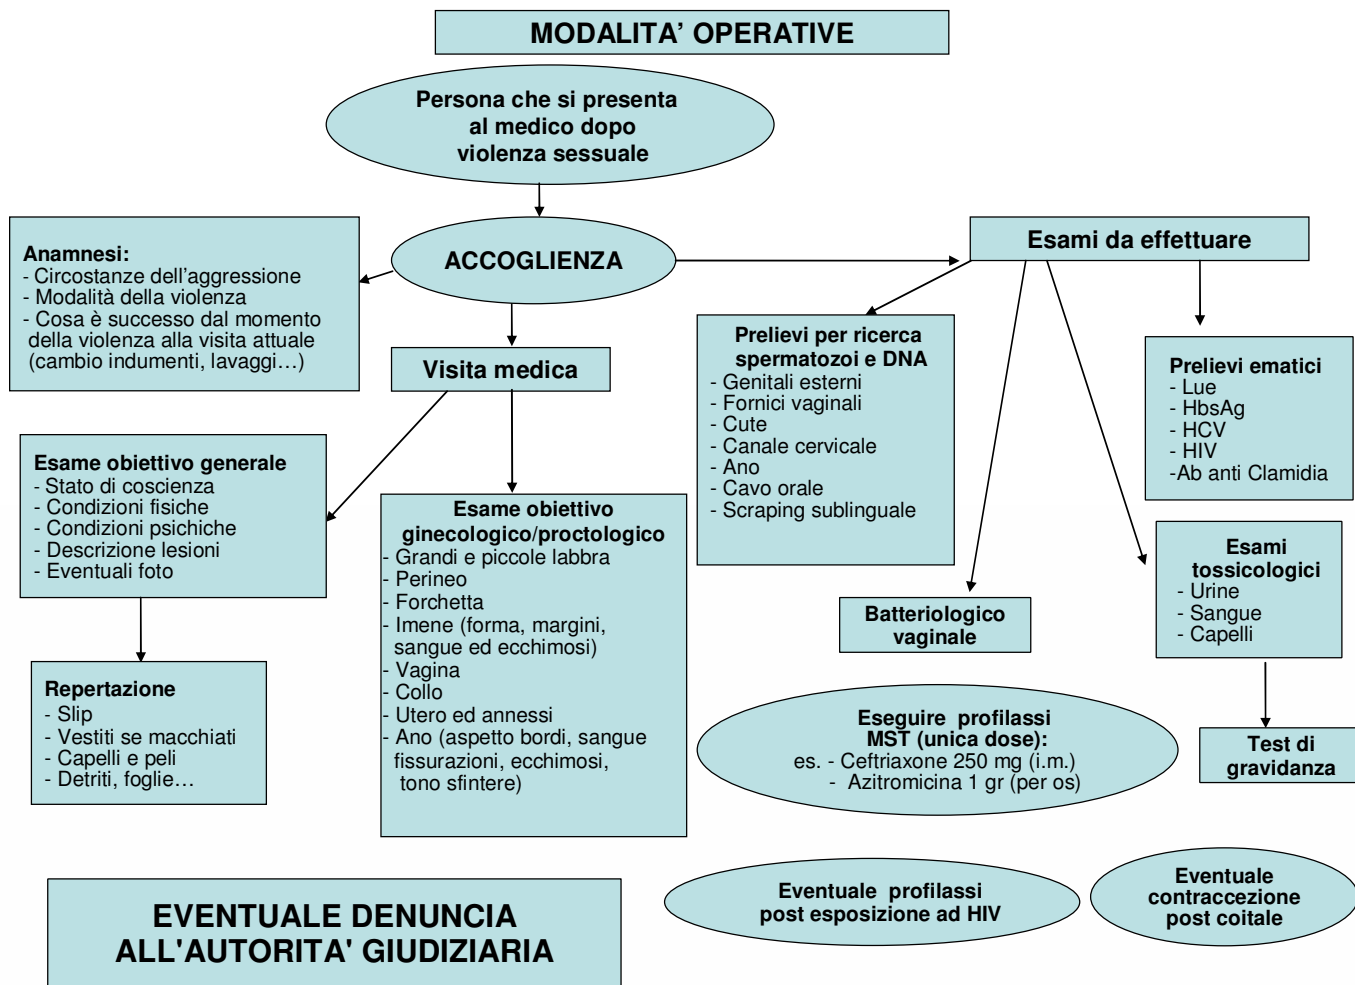 MODALITA' OPERATIVE
Persona che si presenta
al medico dopo
violenza sessuale
ACCOGLIENZA
Anamnesi:
- Circostanze dell'aggressione
- Modalità della violenza
- Cosa è successo dal momento
della violenza alla visita attuale
(cambio indumenti, lavaggi…)
Visita medica
Esame obiettivo generale
- Stato di coscienza
- Condizioni fisiche
- Condizioni psichiche
- Descrizione lesioni
- Eventuali foto
Repertazione
- Slip
- Vestiti se macchiati
- Capelli e peli
- Detriti, foglie…
Esame obiettivo
ginecologico/proctologico
- Grandi e piccole labbra
- Perineo
- Forchetta
- Imene (forma, margini,
sangue ed ecchimosi)
- Vagina
- Collo
- Utero ed annessi
- Ano (aspetto bordi, sangue
fissurazioni, ecchimosi,
tono sfintere)
Esami da effettuare
Prelievi per ricerca
spermatozoi e DNA
- Genitali esterni
- Fornici vaginali
- Cute
- Canale cervicale
- Ano
- Cavo orale
- Scraping sublinguale
Batteriologico
vaginale
Prelievi ematici
- Lue
- HbsAg
- HCV
- HIV
-Ab anti Clamidia
Esami
tossicologici
- Urine
- Sangue
- Capelli
Test di
gravidanza
Eseguire profilassi
MST (unica dose):
es. - Ceftriaxone 250 mg (i.m.)
- Azitromicina 1 gr (per os)
Eventuale profilassi
post esposizione ad HIV
Eventuale
contraccezione
post coitale
EVENTUALE DENUNCIA
ALL'AUTORITA' GIUDIZIARIA